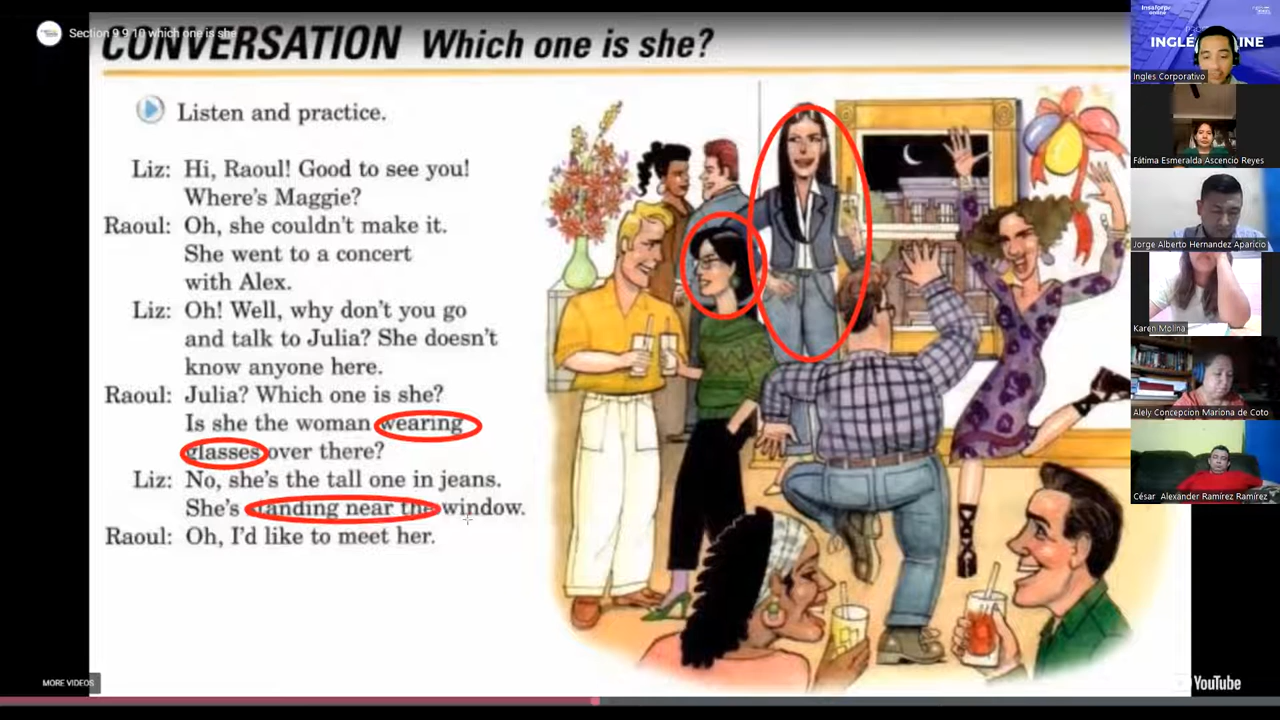 Section 9 9 10 which one is she
CONVERSATION Which one is she?
Listen and practice.
Liz: Hi, Raoul! Good to see you!
Where's Maggie?
Raoul: Oh, she couldn't make it.
She went to a concert
with Alex.
Liz: Oh! Well, why don't you go
and talk to Julia? She doesn't
know anyone here.
Raoul: Julia? Which one is she?
Is she the woman wearing
glasses over there?
Liz: No, she's the tall one in jeans.
She's standing near the window.
Raoul: Oh, I'd like to meet her.
MORE VIDEOS
YouTube
Insaforp
online
Ingles Corporativo
Fátima Esmeralda Ascencio Reyes
Jorge Alberto Hernandez Aparicio
Karen Molina
Alely Concepcion Mariona de Coto
César Alexander Ramírez Ramírez